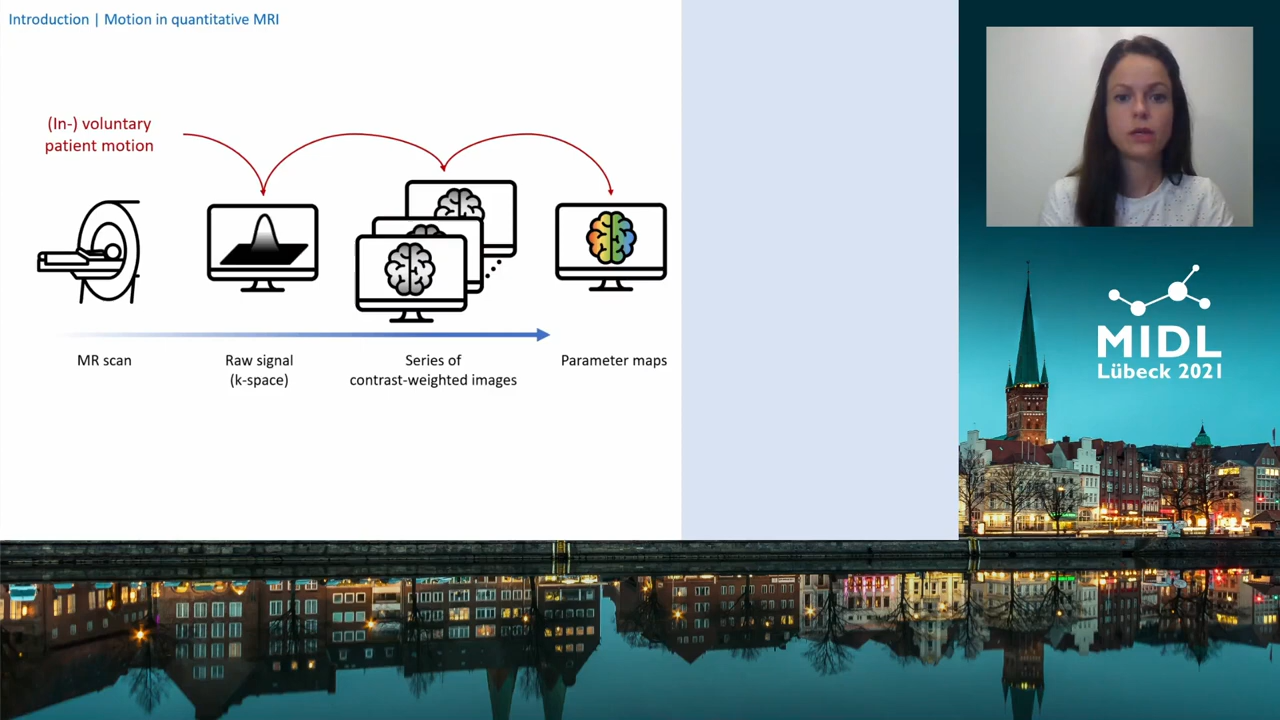 Introduction | Motion in quantitative MRI
(In-) voluntary
patient motion
MR scan
Raw signal
(k-space)
Series of
contrast-weighted images
Parameter maps
MIDL
Lübeck 2021